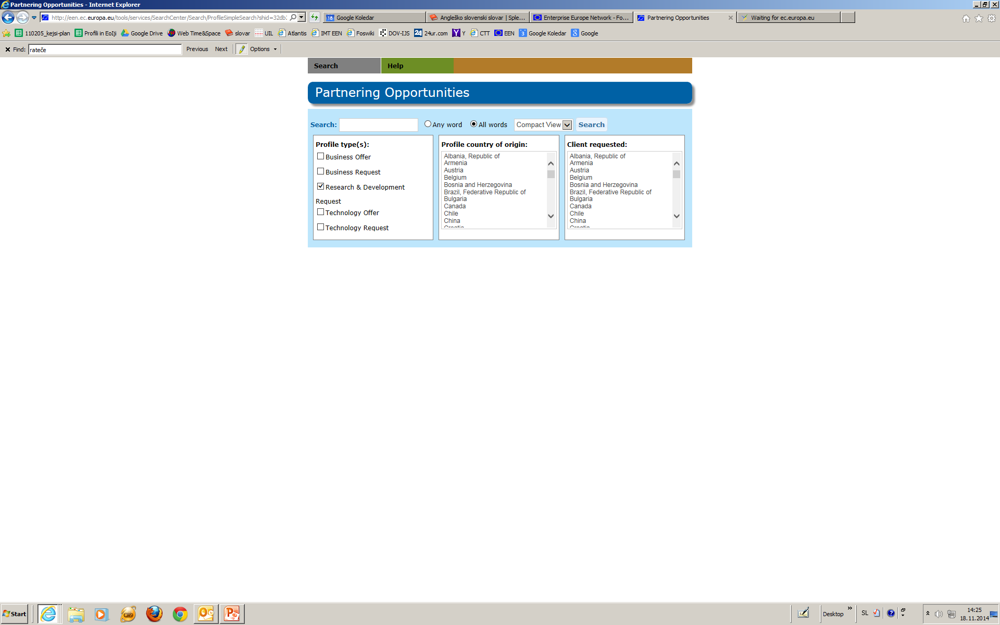 Partnering Opportunities - Internet Explorer
http://een.ec.europa.eu/tools/services/SearchCenter/Search/ProfileSimpleSearch?shid=32db
18 Google Koledar
Angleško slovenski slovar | Sple...
Enterprise Europe Network - Fo...
Partnering Opportunities
Waiting for ec.europa.eu
110205_kejsi-plan Profili in EoIji Google Drive Web Time&Space slovar UIL Atlantis IMT EEN Foswiki DOV-IJS 24 24ur.com Y Y CTT EEN 3 Google Koledar 8 Google
Find: rateče Previous Next Options
Search Help
Partnering Opportunities
Search: Any word All words Compact View Search
Profile type(s):
Business Offer
Business Request
Research & Development
Request
Technology Offer
Technology Request
Profile country of origin:
Albania, Republic of
Armenia
Austria
Belgium
Bosnia and Herzegovina
Brazil, Federative Republic of
Bulgaria
Canada
Chile
China
Croatia
Client requested:
Albania, Republic of
Armenia
Austria
Belgium
Bosnia and Herzegovina
Brazil, Federative Republic of
Bulgaria
Canada
Chile
China
Croatia
Start
Desktop
SL
14:25
18.11.2014